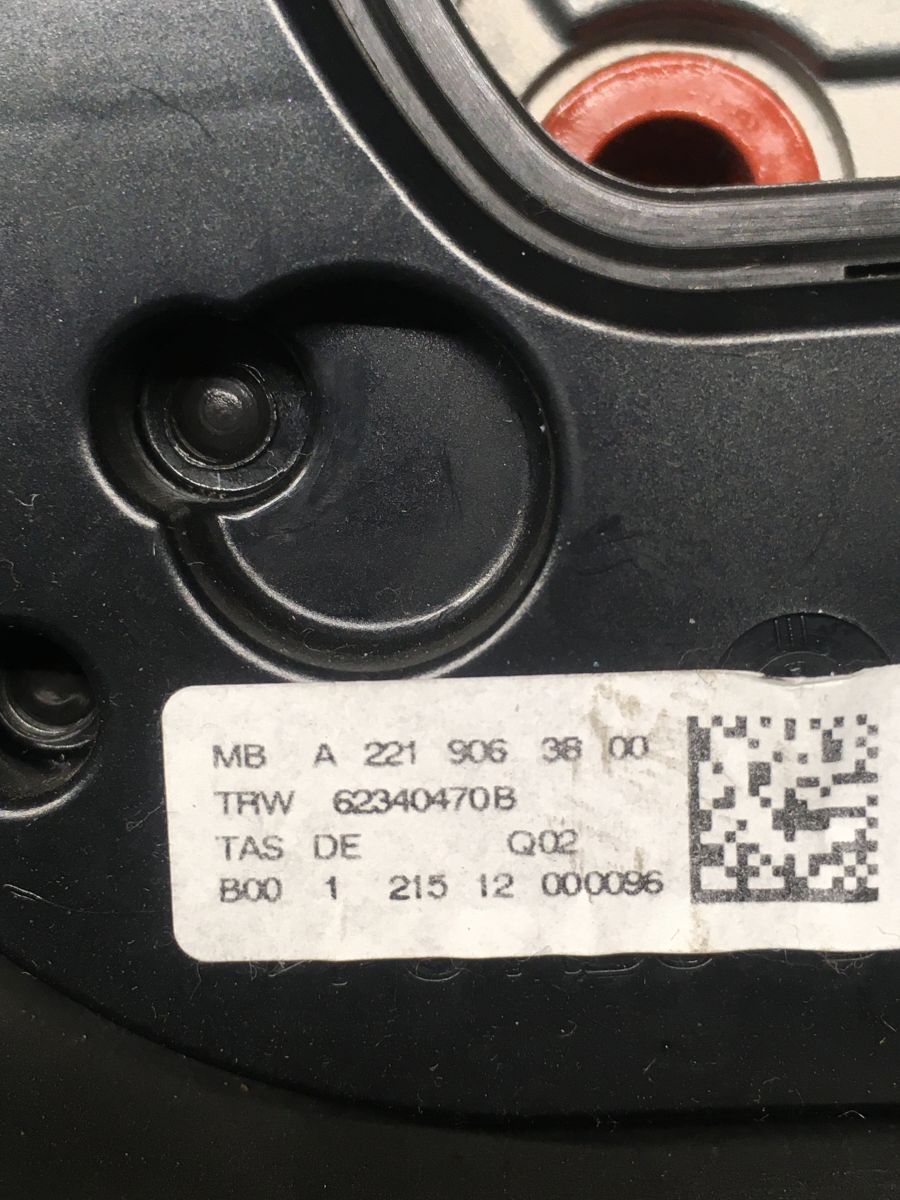 MB A 221 906 38 00
TRW 62340470B
TAS DE Q02
B00 1 215 12 000096